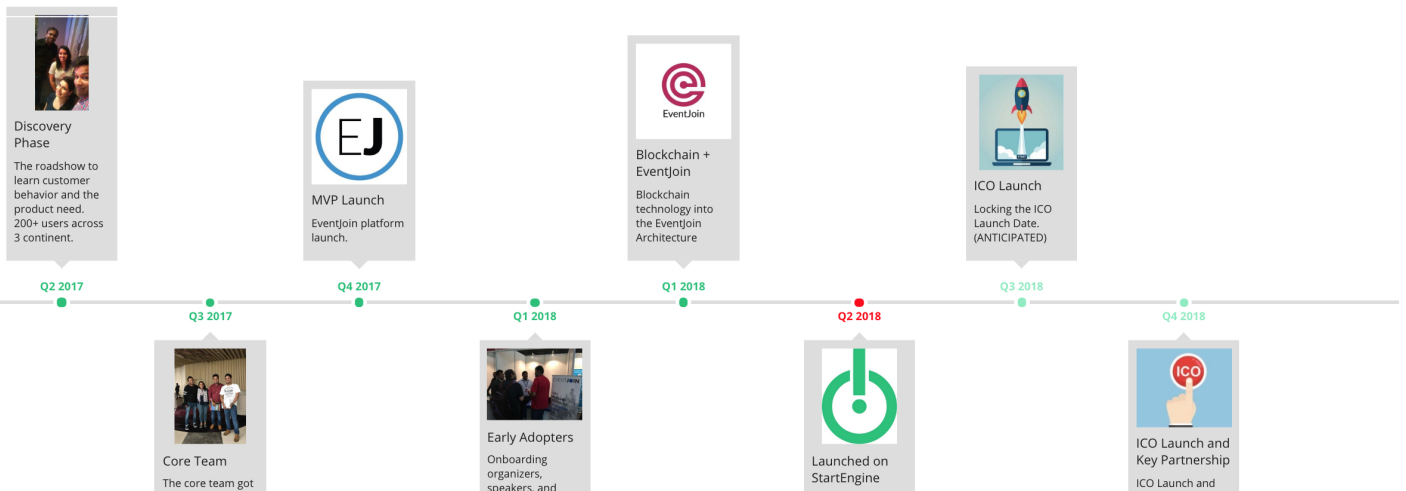 Discovery
Phase
The roadshow to
learn customer
behavior and the
product need.
200+ users across
3 continent.
Q2 2017
Q3 2017
Core Team
The core team got
EJ
MVP Launch
EventJoin platform
launch.
Q4 2017
Q1 2018
Early Adopters
Onboarding
organizers,
speakers, and
EventJoin
Blockchain +
EventJoin
Blockchain
technology into
the EventJoin
Architecture
Q1 2018
Q2 2018
Launched on
StartEngine
ICO Launch
Locking the ICO
Launch Date.
(ANTICIPATED)
Q3 2018
Q4 2018
ICO
ICO Launch and
Key Partnership
ICO Launch and